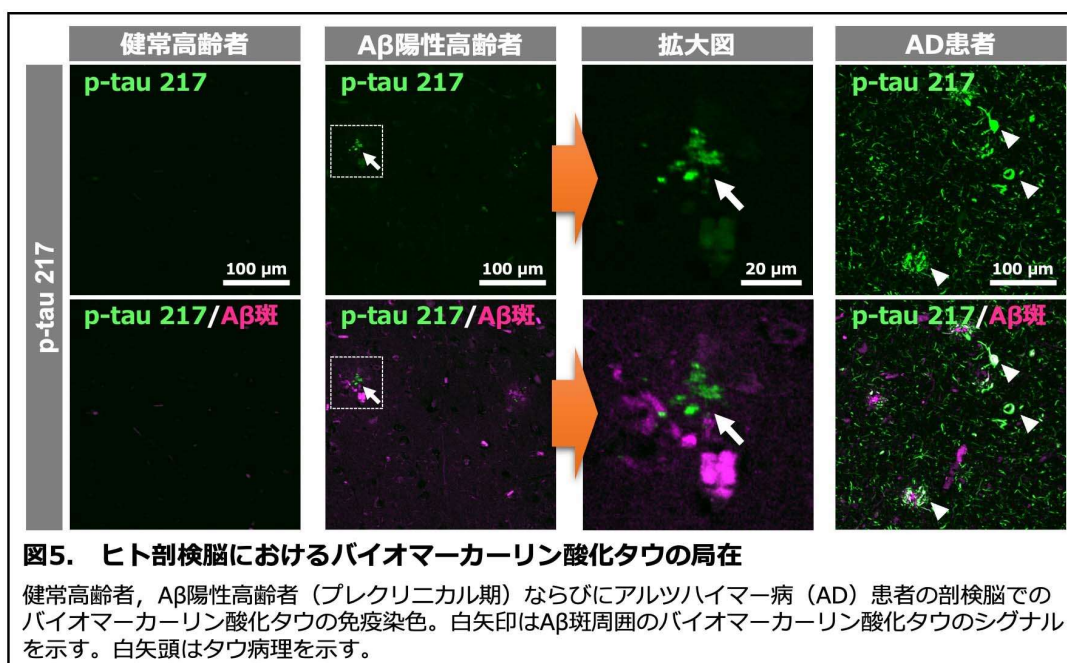 健常高齢者
Aβ陽性高齢者
拡大図
AD患者
p-tau 217
p-tau 217
p-tau 217
p-tau 217
100 µm
100 µm
20 µm
100 µm
p-tau 217/Aβ斑
p-tau 217/Aβ斑
p-tau 217/Aβ斑
図5. ヒト剖検脳におけるバイオマーカーリン酸化タウの局在
健常高齢者，Aβ陽性高齢者（プレクリニカル期）ならびにアルツハイマー病（AD）患者の剖検脳での
バイオマーカーリン酸化タウの免疫染色。白矢印はAβ斑周囲のバイオマーカーリン酸化タウのシグナル
を示す。白矢頭はタウ病理を示す。